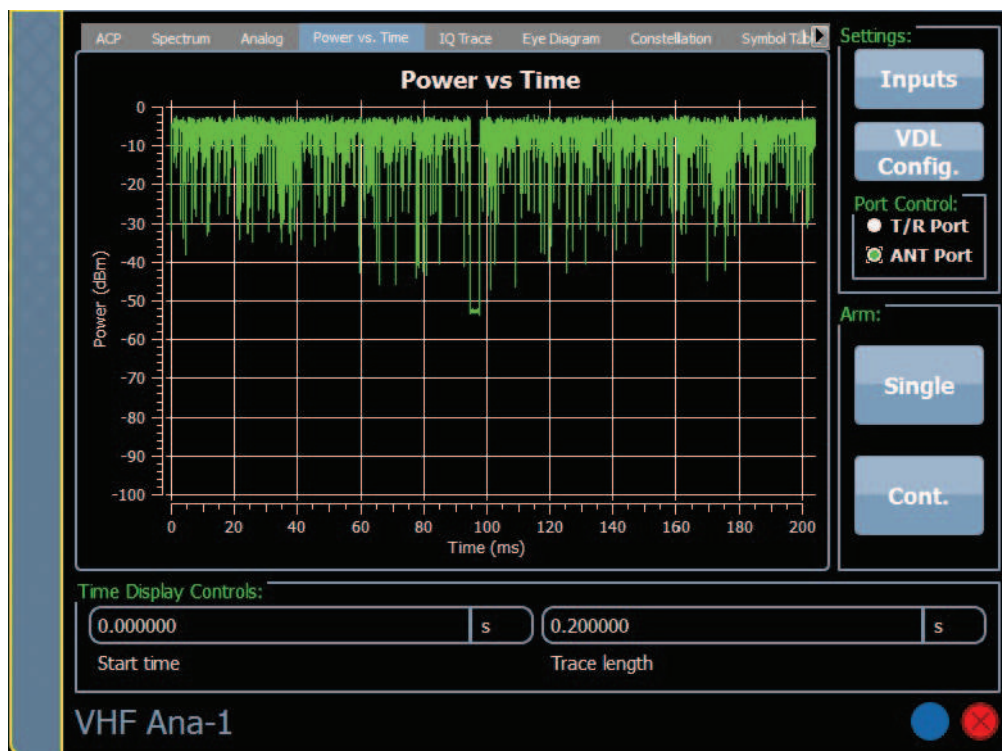 ACP Spectrum Analog Power vs. Time IQ Trace Eye Diagram Constellation
Settings:
Inputs
VDL
Config.
Port Control:
T/R Port
ANT Port
Arm:
Single
Cont.
Power vs Time
Power (dBm)
0
-10
-20
-30
-40
-50
-60
-70
-80
-90
-100
0 20 40 60 80 100 120 140 160 180 200
Time (ms)
Time Display Controls:
0.000000 s 0.200000 s
Start time Trace length
VHF Ana-1